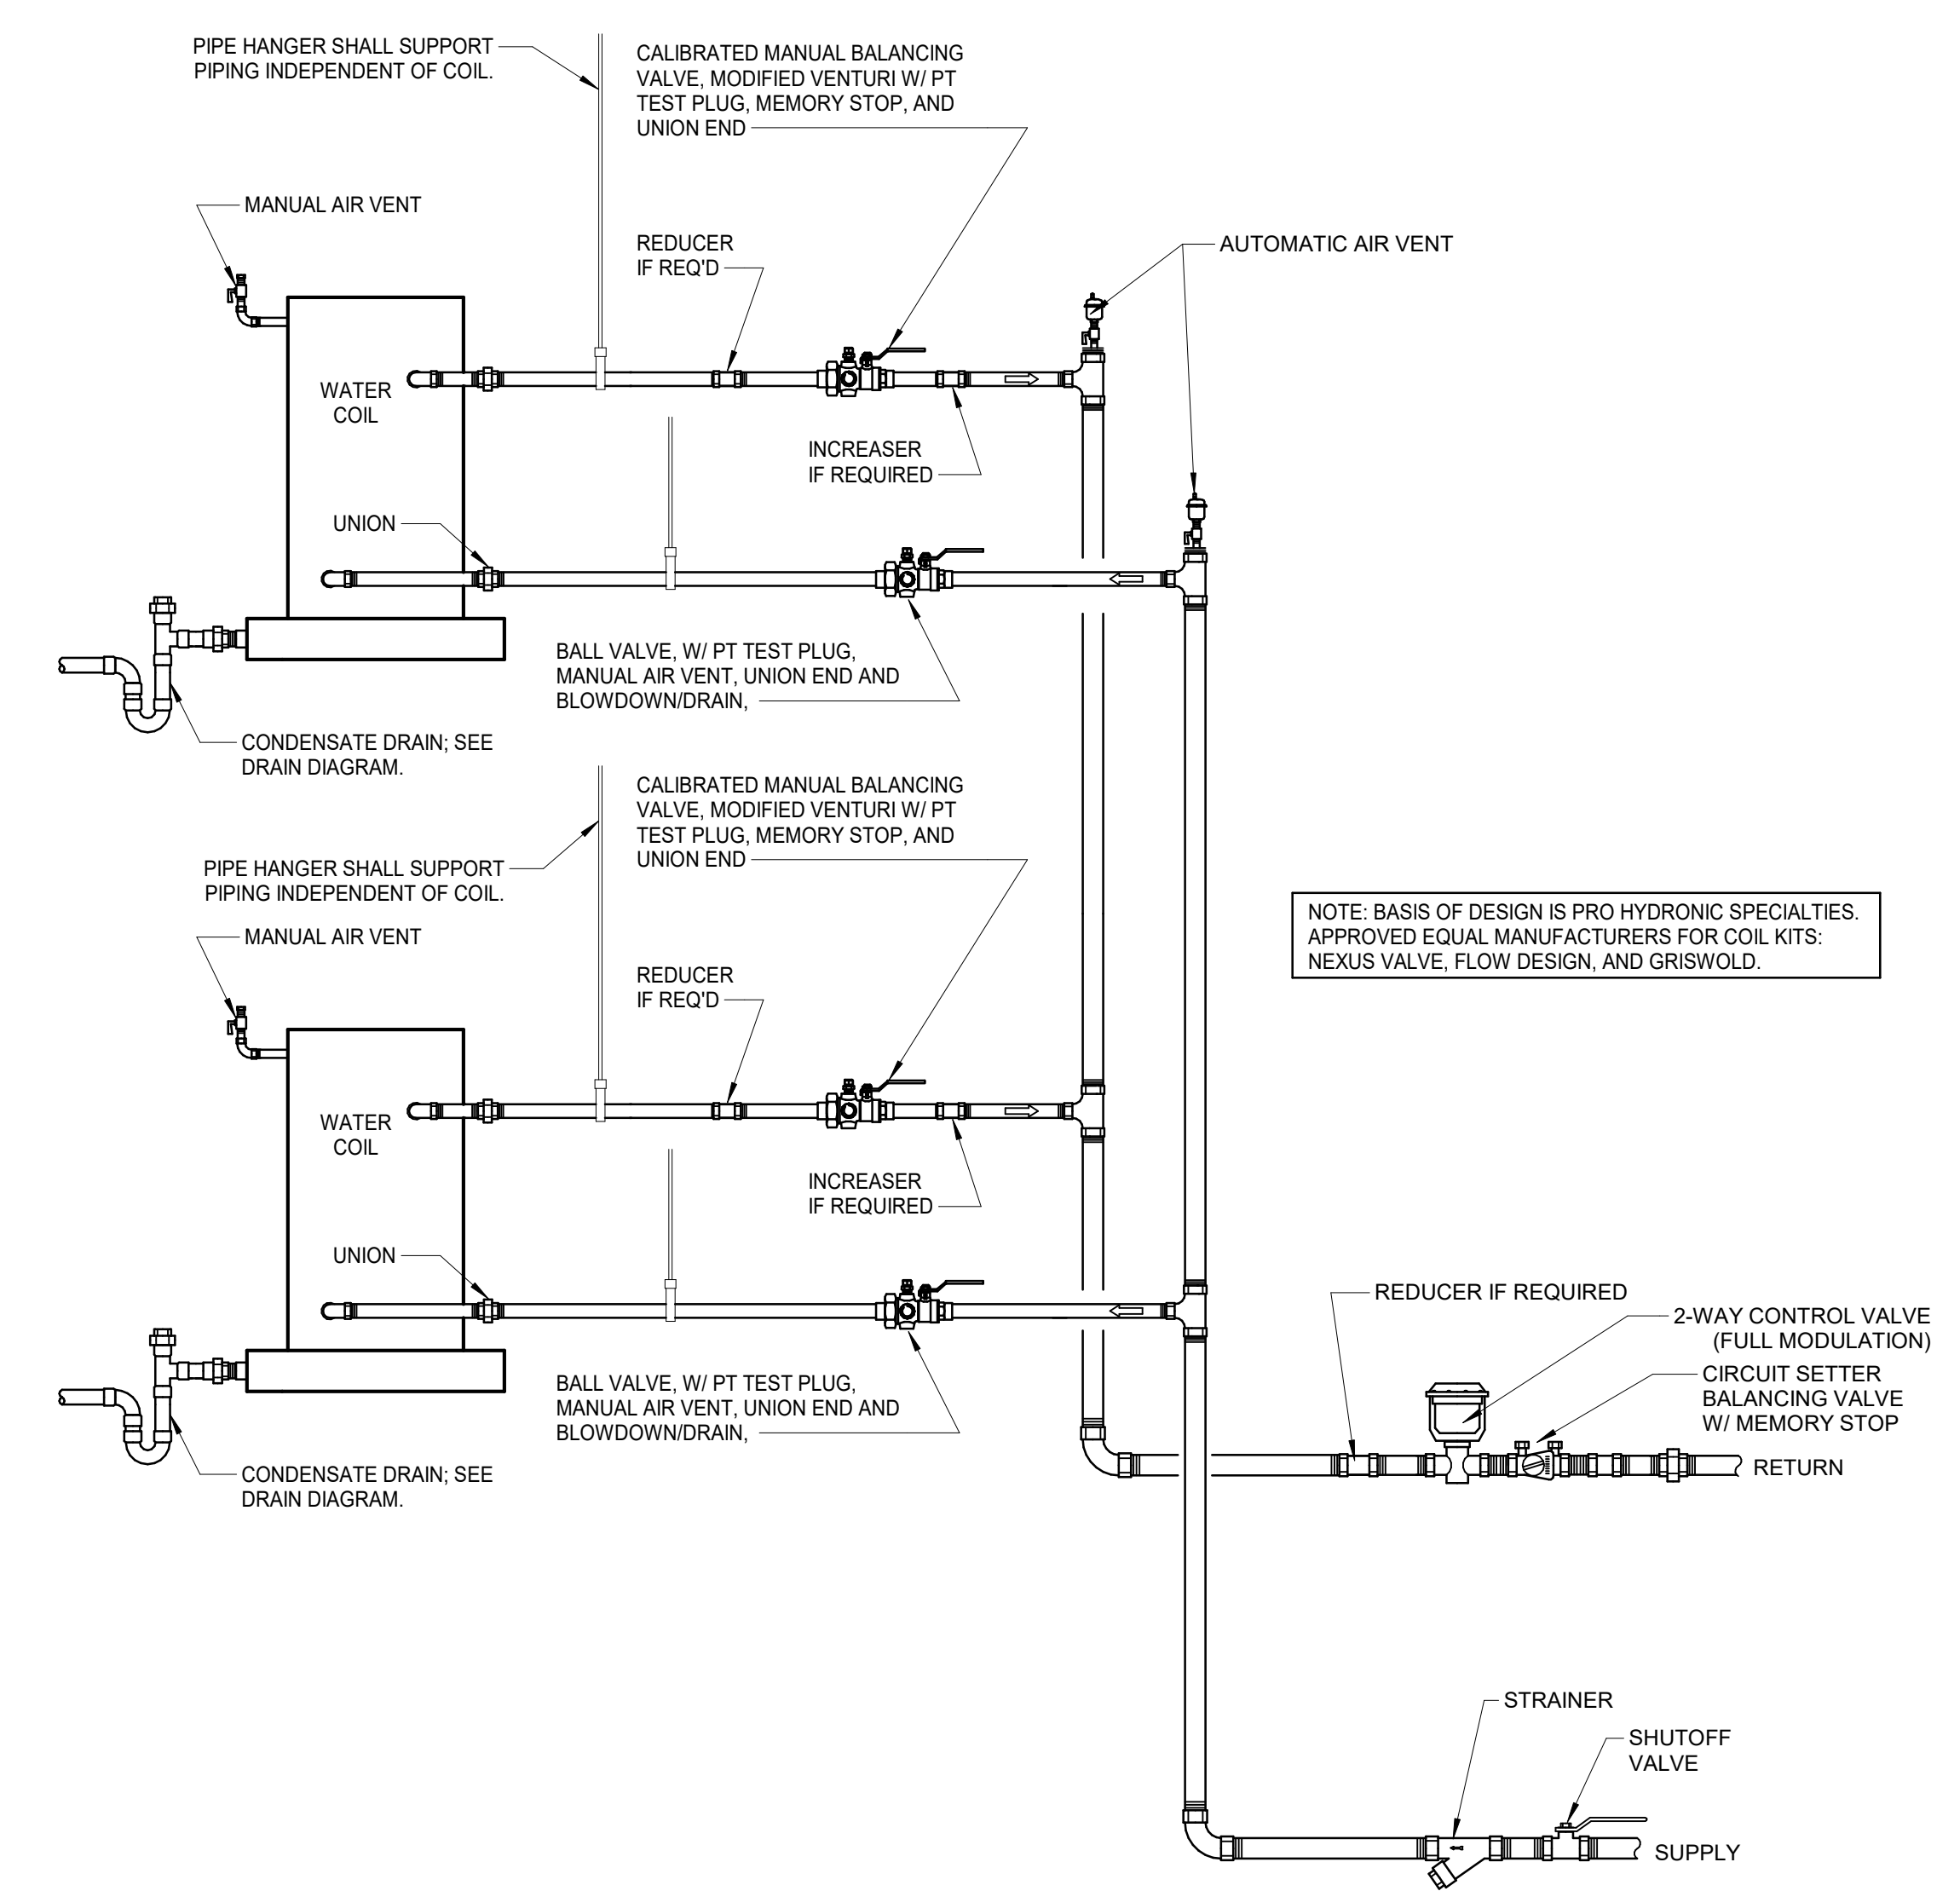 PIPE HANGER SHALL SUPPORT
PIPING INDEPENDENT OF COIL.
CALIBRATED MANUAL BALANCING
VALVE, MODIFIED VENTURI W/ PT
TEST PLUG, MEMORY STOP, AND
UNION END
MANUAL AIR VENT
REDUCER
IF REQ'D
AUTOMATIC AIR VENT
WATER
COIL
INCREASER
IF REQUIRED
UNION
BALL VALVE, W/ PT TEST PLUG,
MANUAL AIR VENT, UNION END AND
BLOWDOWN/DRAIN,
CONDENSATE DRAIN; SEE
DRAIN DIAGRAM.
CALIBRATED MANUAL BALANCING
VALVE, MODIFIED VENTURI W/ PT
TEST PLUG, MEMORY STOP, AND
UNION END
PIPE HANGER SHALL SUPPORT
PIPING INDEPENDENT OF COIL.
NOTE: BASIS OF DESIGN IS PRO HYDRONIC SPECIALTIES.
APPROVED EQUAL MANUFACTURERS FOR COIL KITS:
NEXUS VALVE, FLOW DESIGN, AND GRISWOLD.
MANUAL AIR VENT
REDUCER
IF REQ'D
WATER
COIL
INCREASER
IF REQUIRED
UNION
REDUCER IF REQUIRED
2-WAY CONTROL VALVE
(FULL MODULATION)
CIRCUIT SETTER
BALANCING VALVE
W/ MEMORY STOP
BALL VALVE, W/ PT TEST PLUG,
MANUAL AIR VENT, UNION END AND
BLOWDOWN/DRAIN,
RETURN
CONDENSATE DRAIN; SEE
DRAIN DIAGRAM.
STRAINER
SHUTOFF
VALVE
SUPPLY